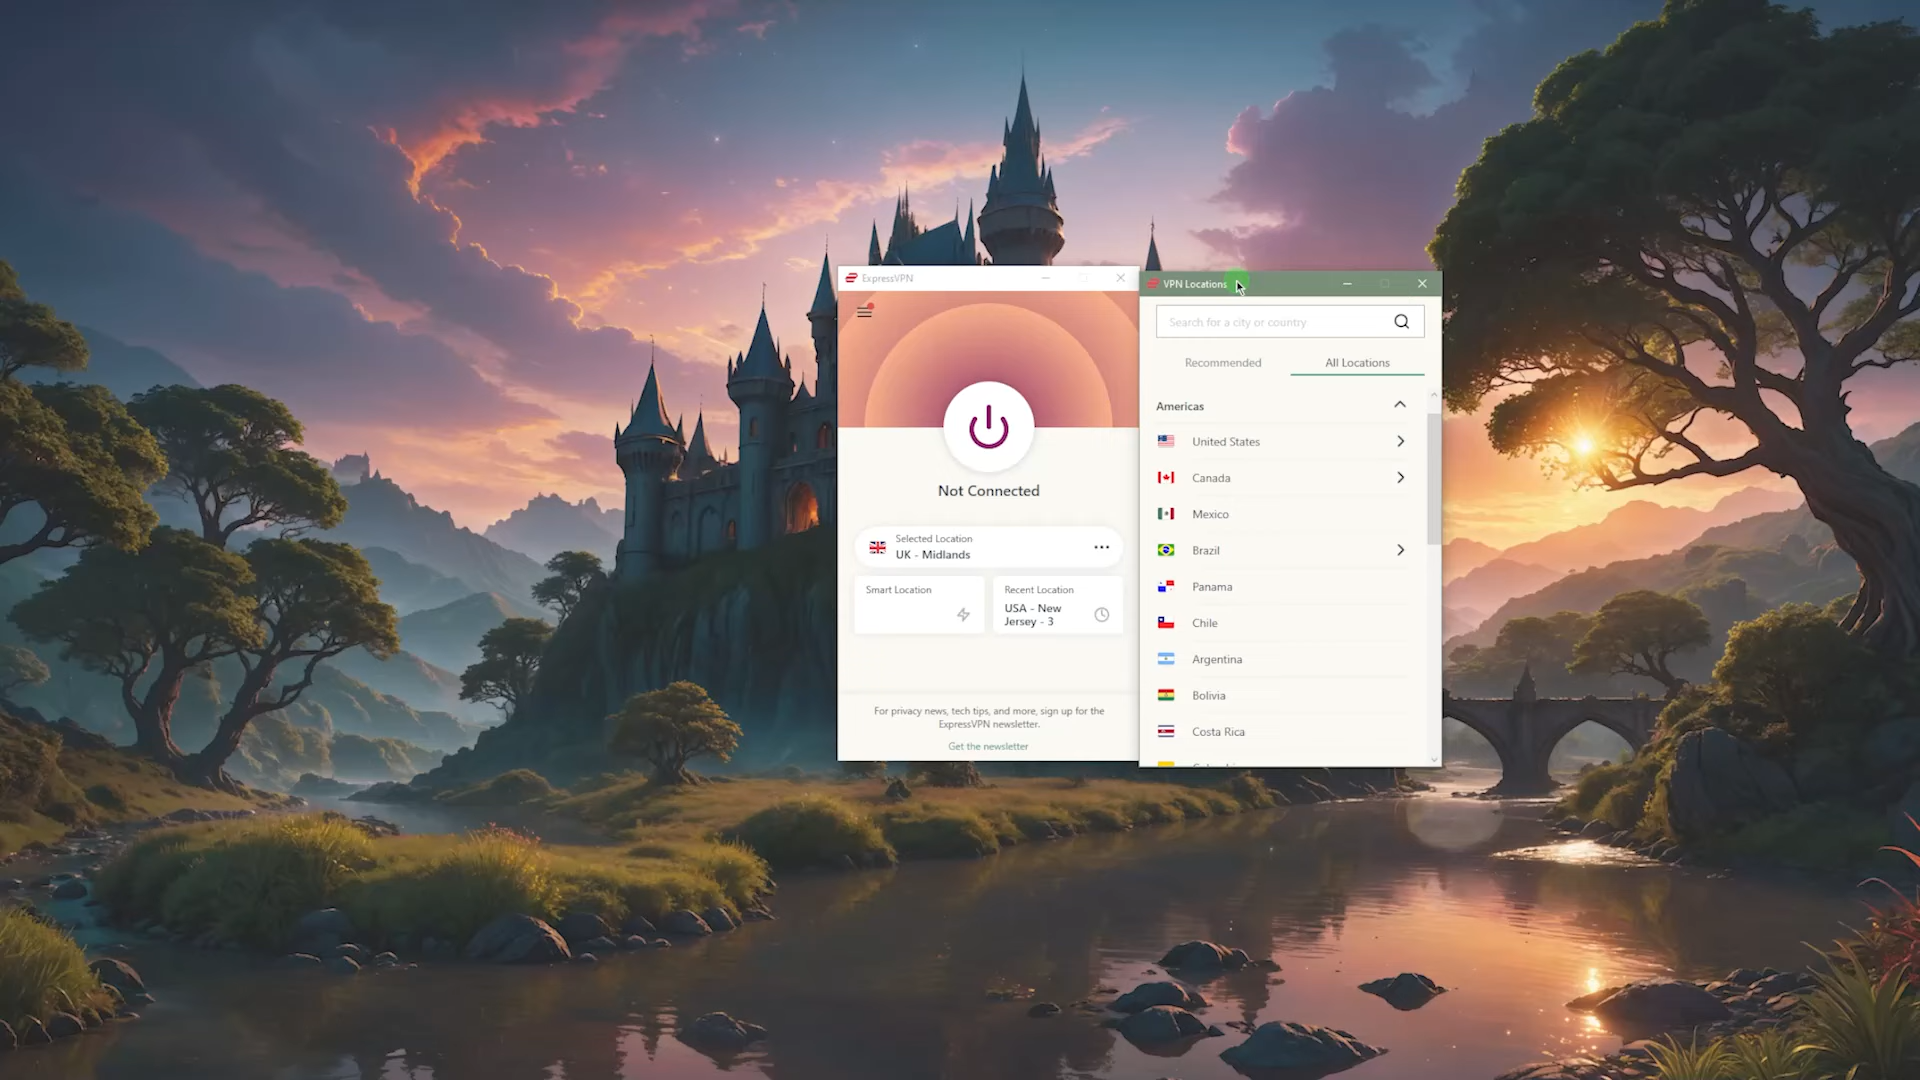 ExpressVPN
Not Connected
Selected Location
UK - Midlands
Smart Location
Recent Location
USA - New
Jersey - 3
For privacy news, tech tips, and more, sign up for the
ExpressVPN newsletter.
Get the newsletter
VPN Locations
Search for a city or country
Recommended
All Locations
Americas
United States
Canada
Mexico
Brazil
Panama
Chile
Argentina
Bolivia
Costa Rica